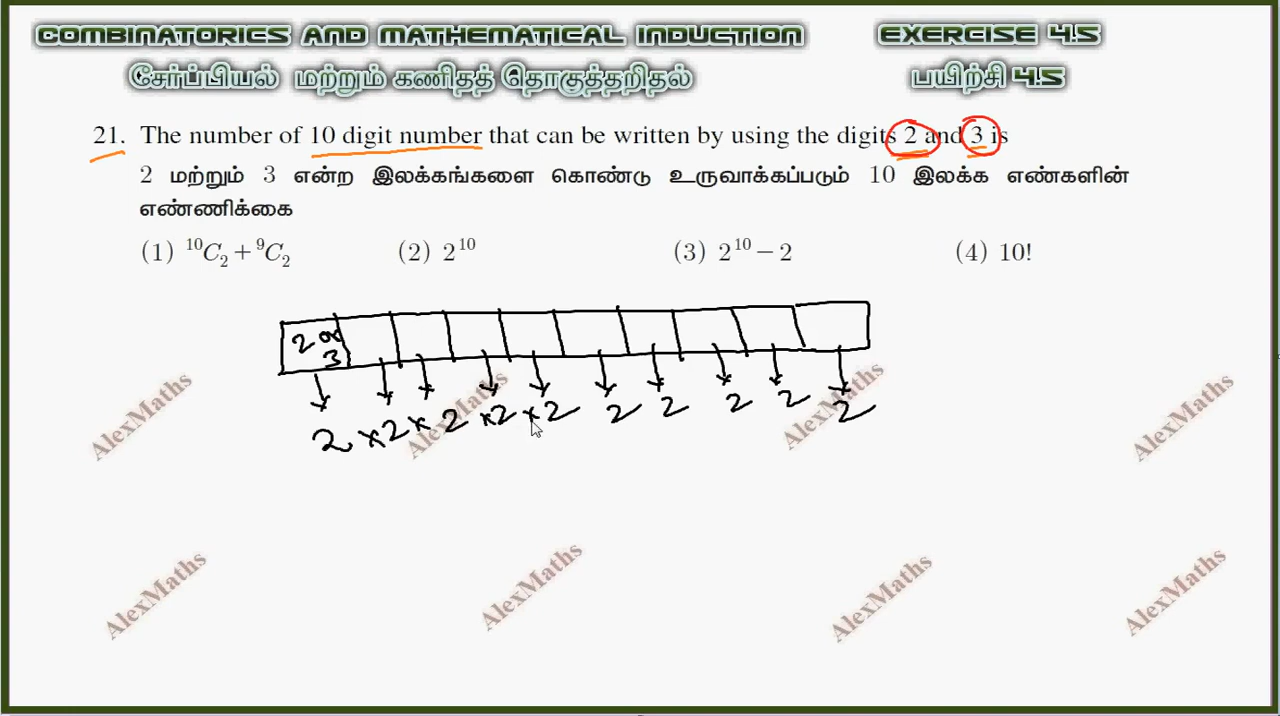 COMBINATORICS AND MATHEMATICAL INDUCTION EXERCISE 4.5
சேர்ப்பியல் மற்றும் கணிதத் தொகுத்தறிதல் பயிற்சி 4.5
21. The number of 10 digit number that can be written by using the digits 2 and 3 is
2 மற்றும் 3 என்ற இலக்கங்களை கொண்டு உருவாக்கப்படும் 10 இலக்க எண்களின்
எண்ணிக்கை
(1) ¹⁰C₂ + ⁹C₂ (2) 2¹⁰ (3) 2¹⁰ − 2 (4) 10!
2 or
3
2 × 2 × 2 × 2 × 2 2 2 2 2 2
AlexMaths AlexMaths AlexMaths AlexMaths
AlexMaths AlexMaths AlexMaths AlexMaths